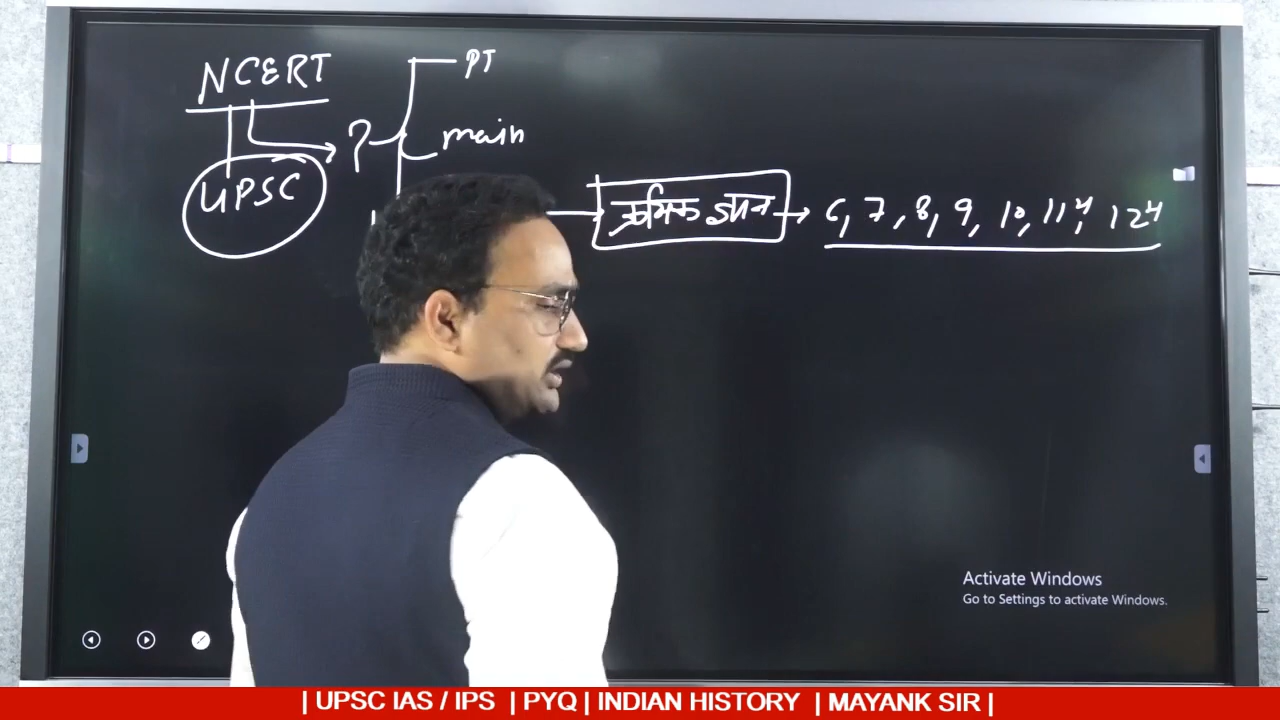 NCERT
PT
?
main
UPSC
क्रमिक ज्ञान → 6, 7, 8, 9, 10, 11th, 12th
Activate Windows
Go to Settings to activate Windows.
| UPSC IAS / IPS | PYQ | INDIAN HISTORY | MAYANK SIR |